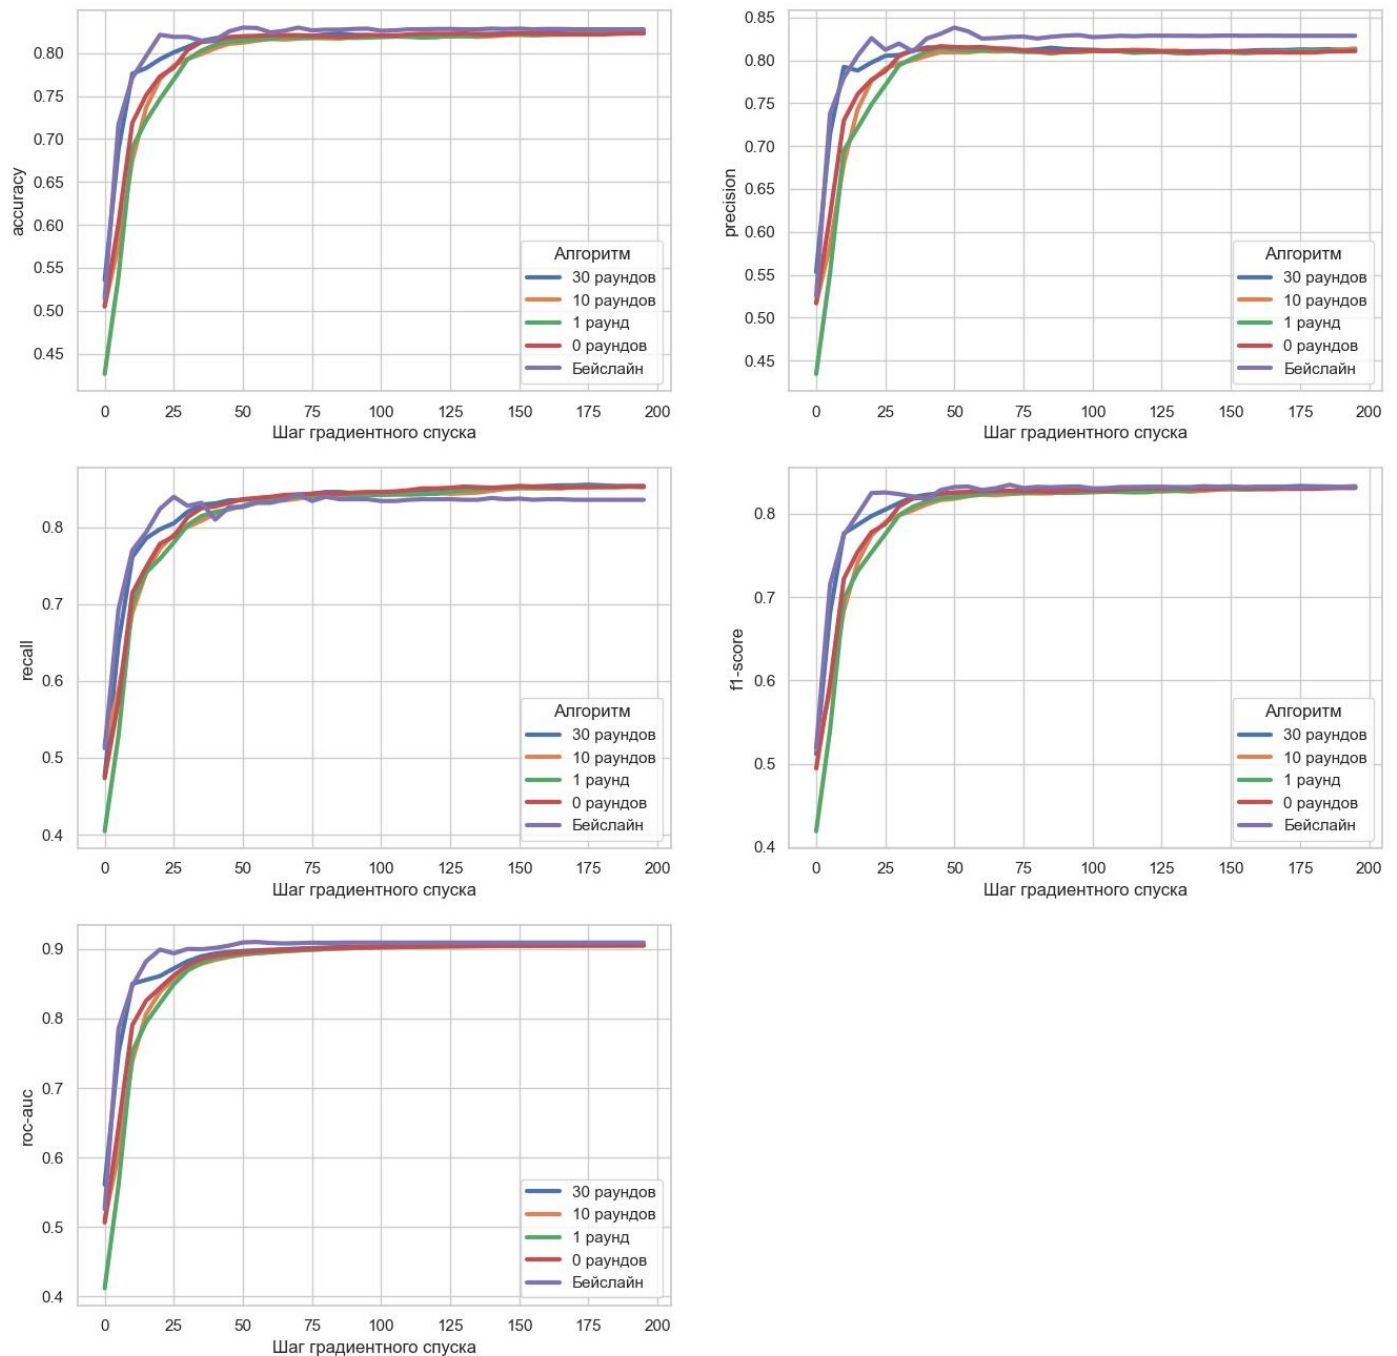 accuracy
0.80
0.75
0.70
0.65
0.60
0.55
0.50
0.45
Алгоритм
30 раундов
10 раундов
1 раунд
0 раундов
Бейслайн
0 25 50 75 100 125 150 175 200
Шаг градиентного спуска
precision
0.85
0.80
0.75
0.70
0.65
0.60
0.55
0.50
0.45
Алгоритм
30 раундов
10 раундов
1 раунд
0 раундов
Бейслайн
0 25 50 75 100 125 150 175 200
Шаг градиентного спуска
recall
0.8
0.7
0.6
0.5
0.4
Алгоритм
30 раундов
10 раундов
1 раунд
0 раундов
Бейслайн
0 25 50 75 100 125 150 175 200
Шаг градиентного спуска
f1-score
0.8
0.7
0.6
0.5
0.4
Алгоритм
30 раундов
10 раундов
1 раунд
0 раундов
Бейслайн
0 25 50 75 100 125 150 175 200
Шаг градиентного спуска
roc-auc
0.9
0.8
0.7
0.6
0.5
0.4
30 раундов
10 раундов
1 раунд
0 раундов
Бейслайн
0 25 50 75 100 125 150 175 200
Шаг градиентного спуска